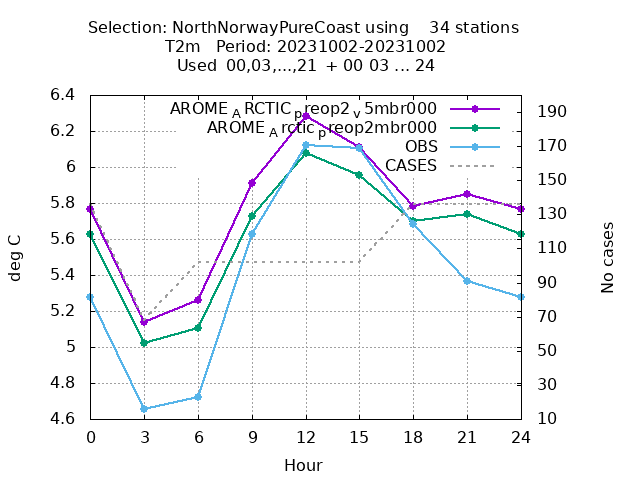 Selection: NorthNorwayPureCoast using 34 stations
T2m Period: 20231002-20231002
Used 00,03,...,21 + 00 03 ... 24
AROME_ARCTIC_preop2_v5mbr000
AROME_Arctic_preop2mbr000
OBS
CASES
6.4
6.2
6
5.8
5.6
5.4
5.2
5
4.8
4.6
deg C
190
170
150
130
110
90
70
50
30
10
No cases
0 3 6 9 12 15 18 21 24
Hour